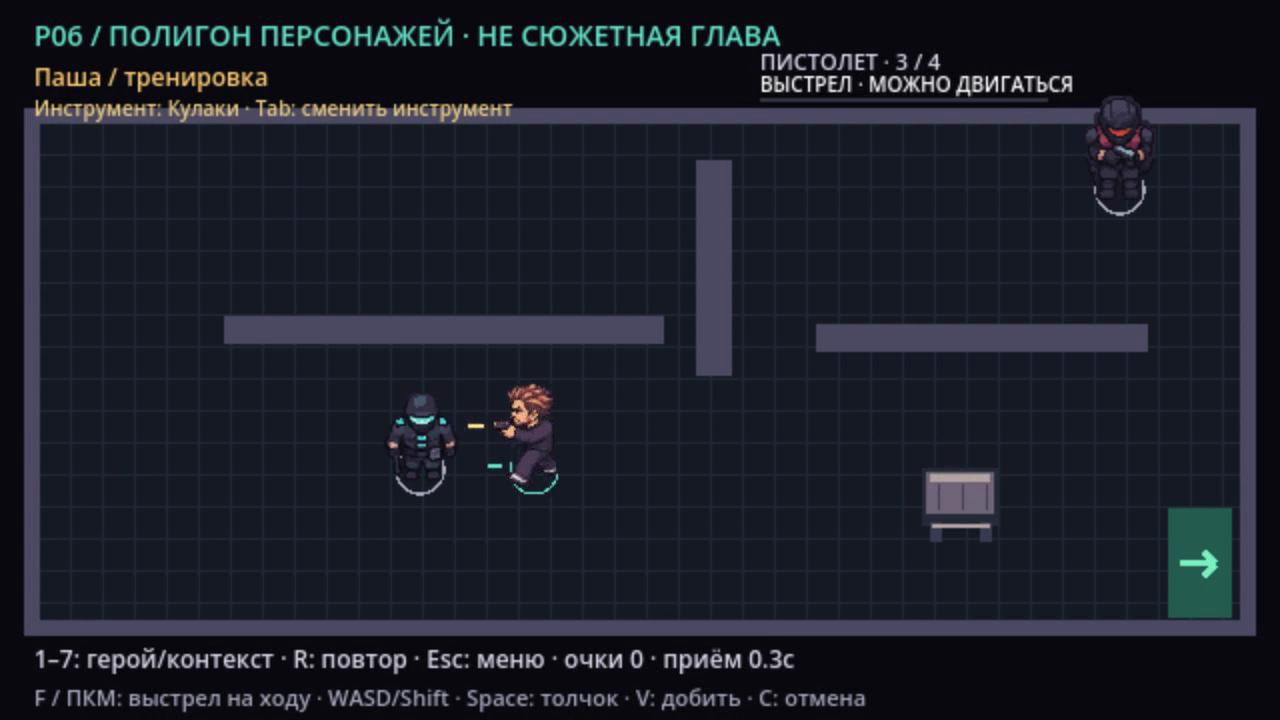 P06 / ПОЛИГОН ПЕРСОНАЖЕЙ · НЕ СЮЖЕТНАЯ ГЛАВА
ПИСТОЛЕТ · 3 / 4
Паша / тренировка
ВЫСТРЕЛ · МОЖНО ДВИГАТЬСЯ
Инструмент: Кулаки · Tab: сменить инструмент
→
1–7: герой/контекст · R: повтор · Esc: меню · очки 0 · приём 0.3с
F / ПКМ: выстрел на ходу · WASD/Shift · Space: толчок · V: добить · C: отмена